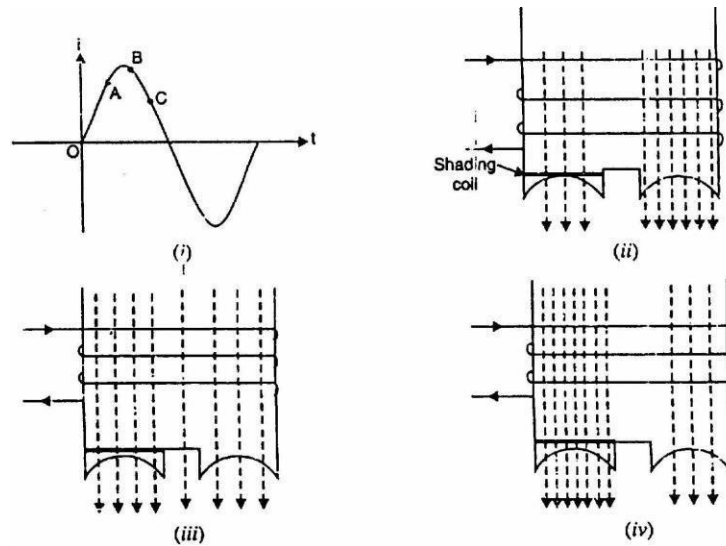 i
B
A
C
O
t
(i)
Shading
coil
(ii)
(iii)
(iv)